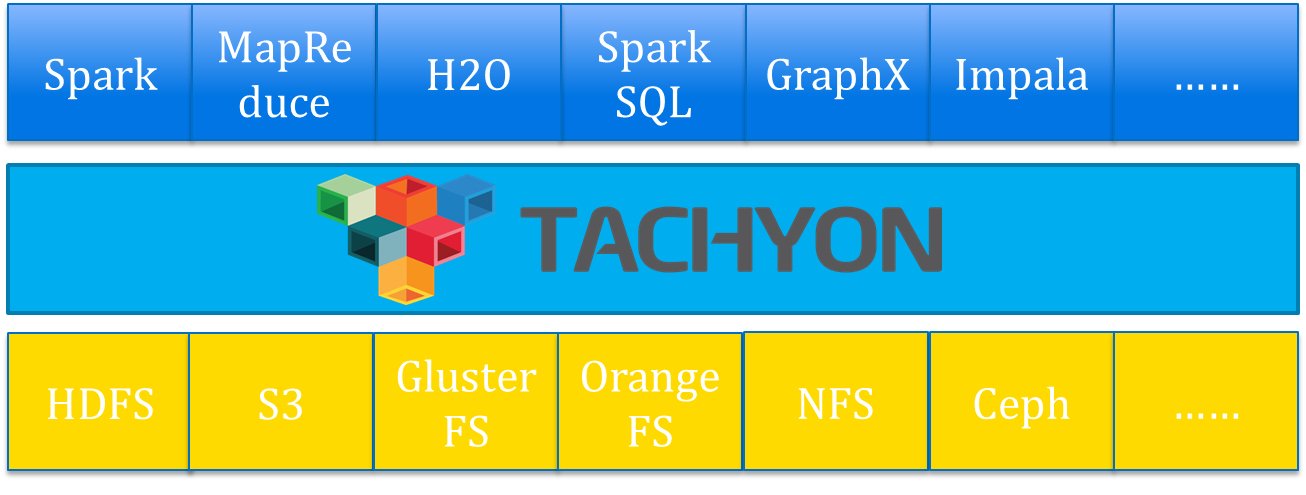 Spark
MapRe
duce
H2O
Spark
SQL
GraphX
Impala
……
TACHYON
HDFS
S3
Gluster
FS
Orange
FS
NFS
Ceph
……